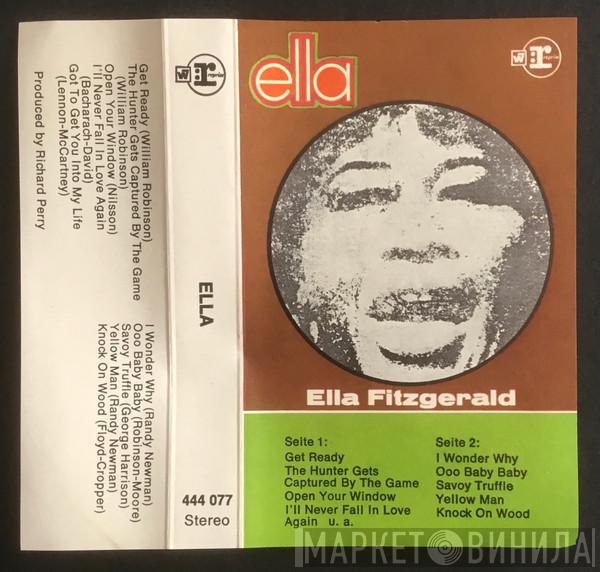 ella
W
r
reprise
Ella Fitzgerald
Seite 1:
Get Ready
The Hunter Gets
Captured By The Game
Open Your Window
I'll Never Fall In Love
Again u. a.
Seite 2:
I Wonder Why
Ooo Baby Baby
Savoy Truffle
Yellow Man
Knock On Wood
W
r
reprise
ELLA
444 077
Stereo
Get Ready (William Robinson)
The Hunter Gets Captured By The Game
(William Robinson)
Open Your Window (Nilsson)
I'll Never Fall In Love Again
(Bacharach-David)
Got To Get You Into My Life
(Lennon-McCartney)
Produced by Richard Perry
I Wonder Why (Randy Newman)
Ooo Baby Baby (Robinson-Moore)
Savoy Truffle (George Harrison)
Yellow Man (Randy Newman)
Knock On Wood (Floyd-Cropper)
МАРКЕТ ВИНИЛА